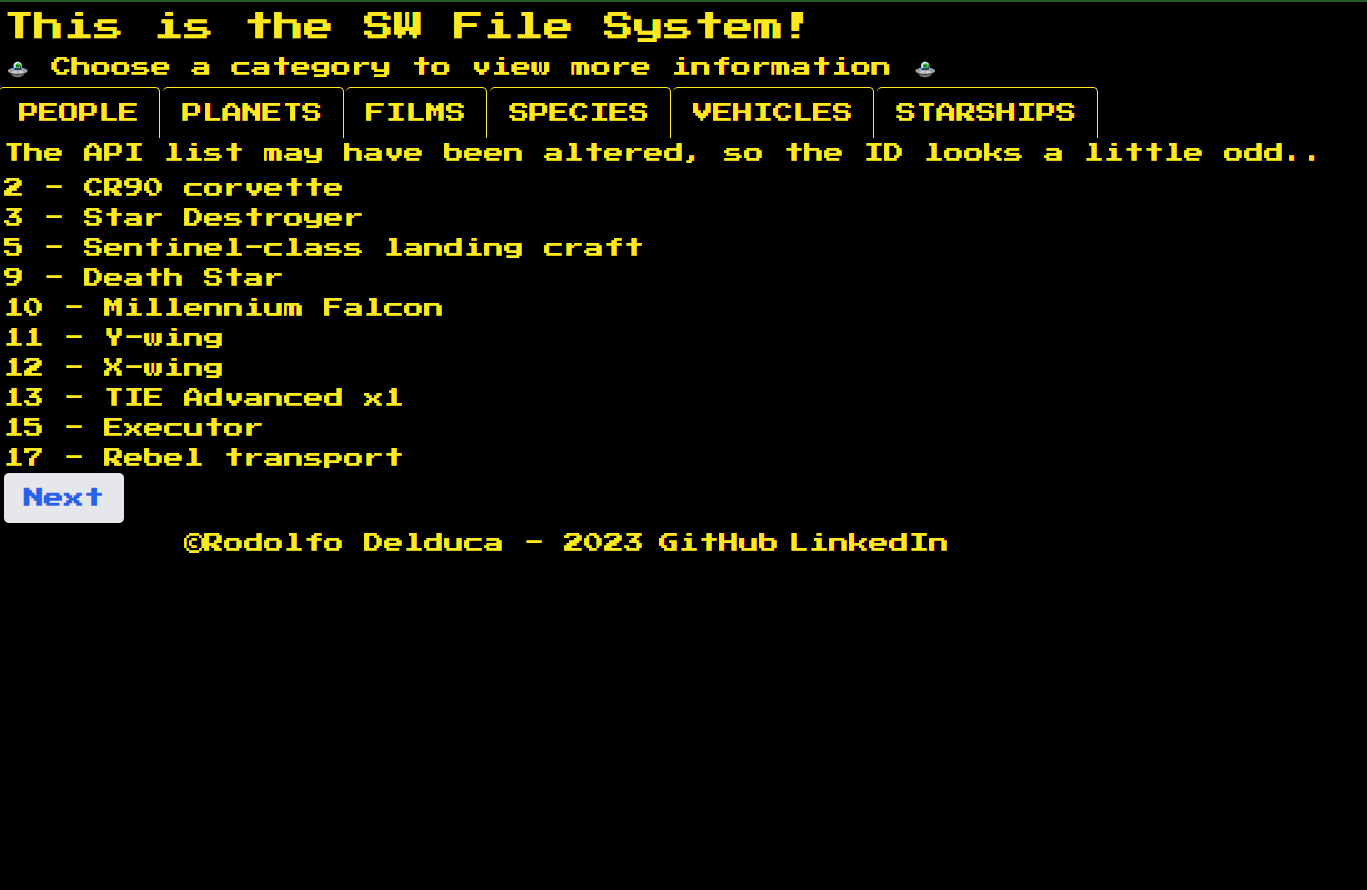 This is the SW File System!
🛸 Choose a category to view more information 🛸
PEOPLE PLANETS FILMS SPECIES VEHICLES STARSHIPS
The API list may have been altered, so the ID looks a little odd..
2 - CR90 corvette
3 - Star Destroyer
5 - Sentinel-class landing craft
9 - Death Star
10 - Millennium Falcon
11 - Y-wing
12 - X-wing
13 - TIE Advanced x1
15 - Executor
17 - Rebel transport
Next
©Rodolfo Delduca - 2023 GitHub LinkedIn